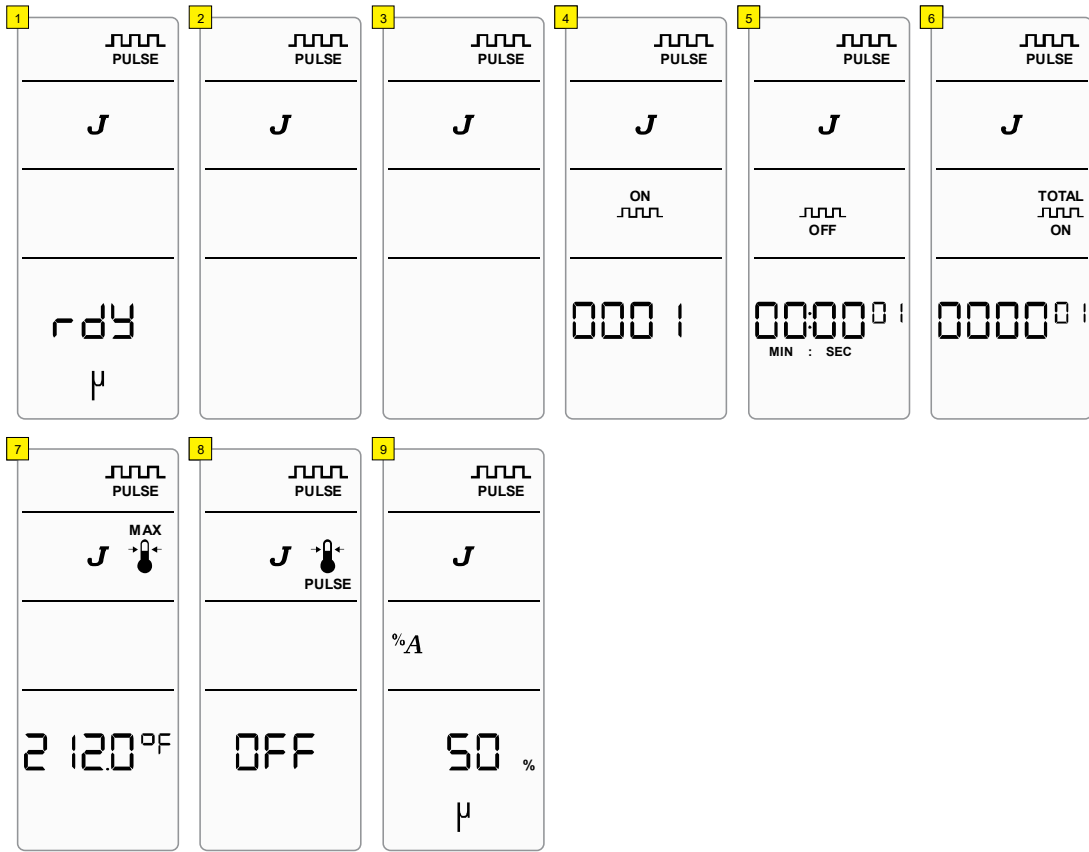 1
PULSE
J
rdy
µ
2
PULSE
J
3
PULSE
J
4
PULSE
J
ON
0001
5
PULSE
J
OFF
00:00 01
MIN : SEC
6
PULSE
J
TOTAL
ON
0000 01
7
PULSE
MAX
J
212.0°F
8
PULSE
J
PULSE
OFF
9
PULSE
J
%A
50 %
µ